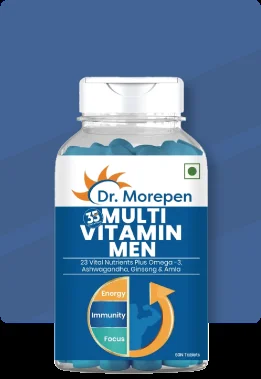 Dr. Morepen
35 MULTI
VITAMIN
MEN
23 Vital Nutrients Plus Omega -3,
Ashwagandha, Ginseng & Amla
Energy
Immunity
Focus